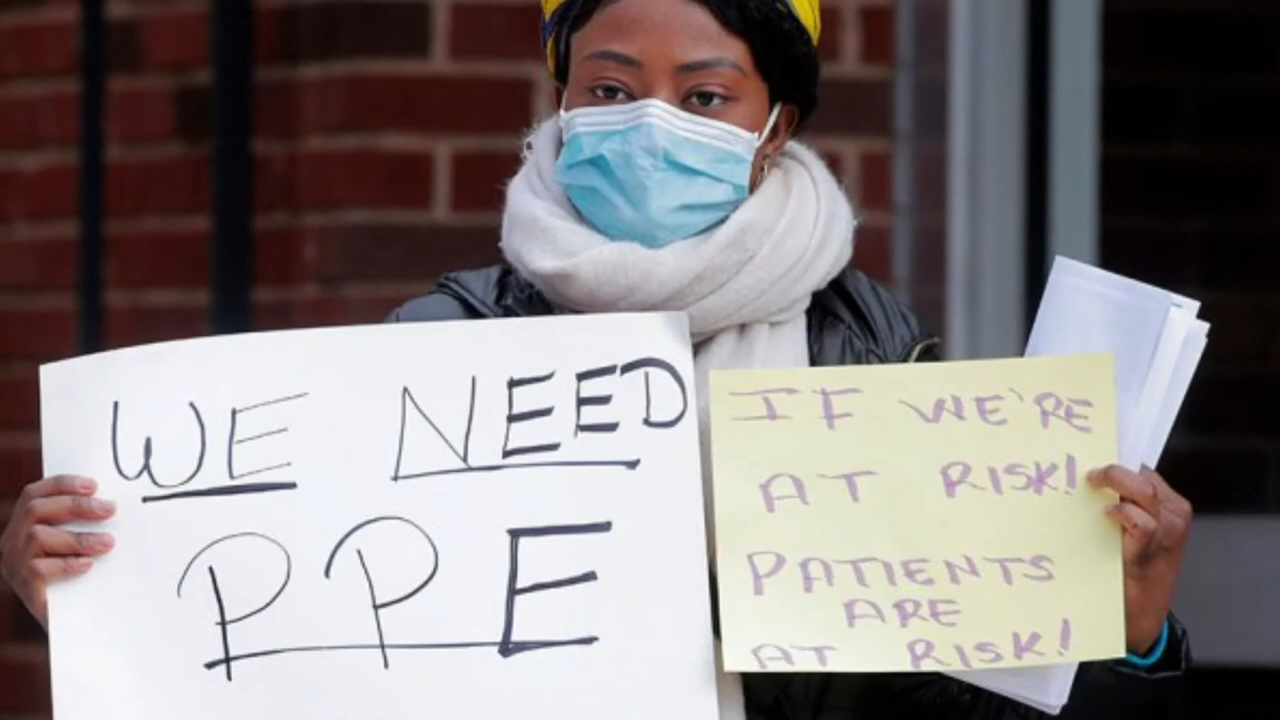 WE NEED
PPE
IF WE'RE
AT RISK!
PATIENTS
ARE
AT RISK!